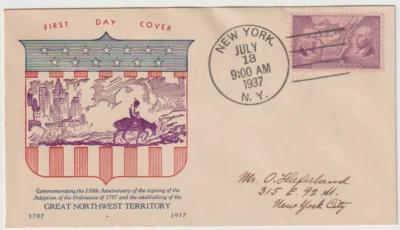 FIRST DAY COVER
NEW YORK,
JULY
13
9:00 AM
1937
N. Y.
Commemorating the 150th Anniversary of the signing of the
Adoption of the Ordinance of 1787 and the establishing of the
GREAT NORTHWEST TERRITORY
1787 - 1937
Mr. O.
315 E. 92 St.
New York City